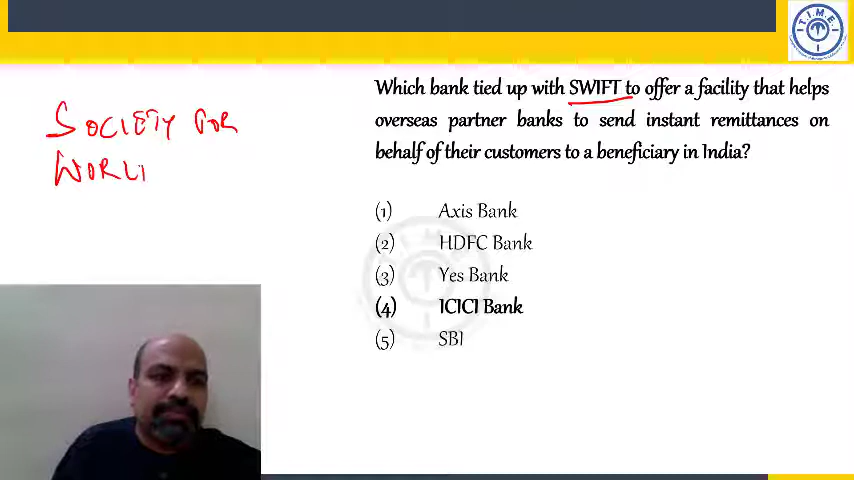 T.I.M.E.
Which bank tied up with SWIFT to offer a facility that helps
overseas partner banks to send instant remittances on
behalf of their customers to a beneficiary in India?
SOCIETY FOR
WORL
(1) Axis Bank
(2) HDFC Bank
(3) Yes Bank
(4) ICICI Bank
(5) SBI